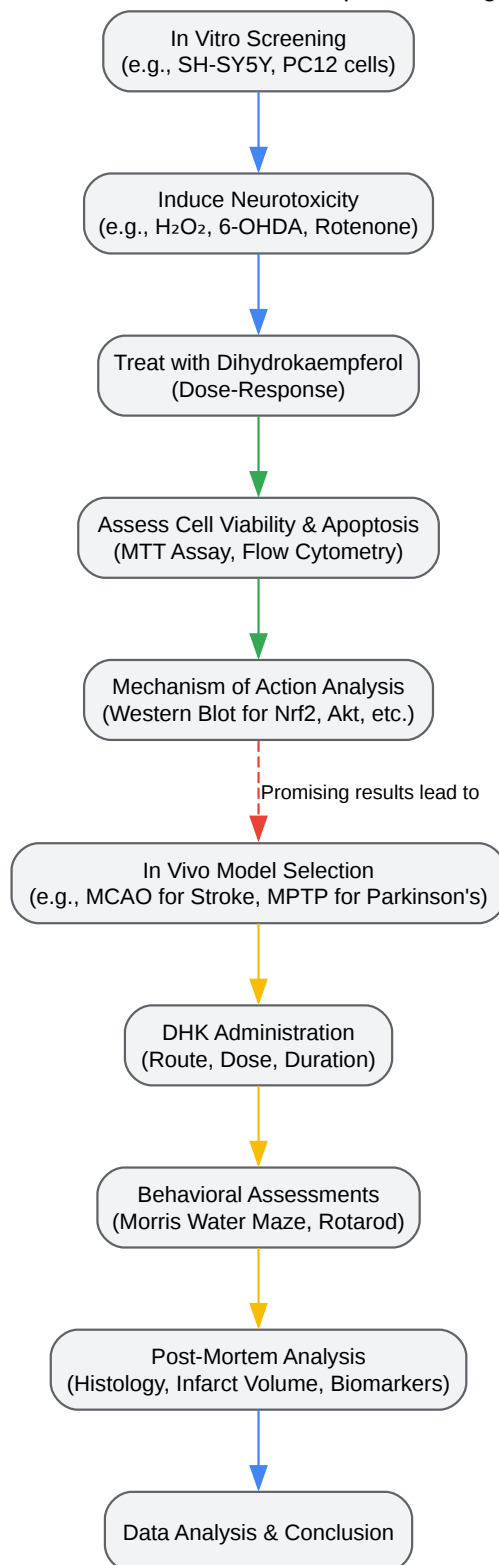 In Vitro Screening
(e.g., SH-SY5Y, PC12 cells)
Induce Neurotoxicity
(e.g., H₂O₂, 6-OHDA, Rotenone)
Treat with Dihydrokaempferol
(Dose-Response)
Assess Cell Viability & Apoptosis
(MTT Assay, Flow Cytometry)
Mechanism of Action Analysis
(Western Blot for Nrf2, Akt, etc.)
Promising results lead to
In Vivo Model Selection
(e.g., MCAO for Stroke, MPTP for Parkinson's)
DHK Administration
(Route, Dose, Duration)
Behavioral Assessments
(Morris Water Maze, Rotarod)
Post-Mortem Analysis
(Histology, Infarct Volume, Biomarkers)
Data Analysis & Conclusion